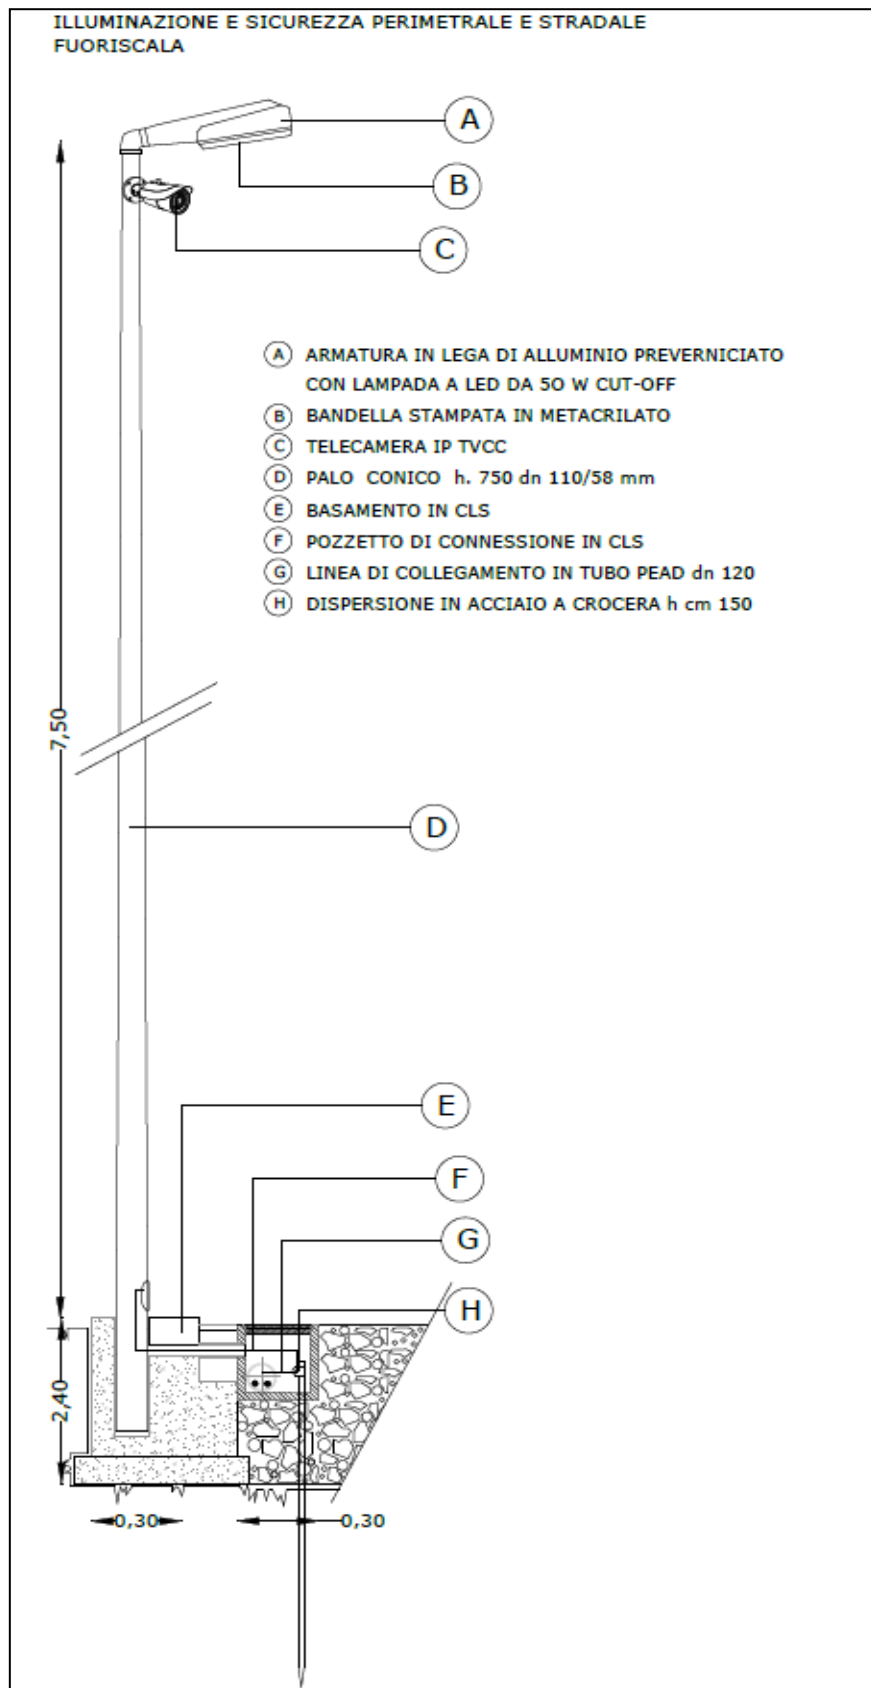 ILLUMINAZIONE E SICUREZZA PERIMETRALE E STRADALE
FUORISCALA
A
B
C
A ARMATURA IN LEGA DI ALLUMINIO PREVERNICIATO
CON LAMPADA A LED DA 50 W CUT-OFF
B BANDELLA STAMPATA IN METACRILATO
C TELECAMERA IP TVCC
D PALO CONICO h. 750 dn 110/58 mm
E BASAMENTO IN CLS
F POZZETTO DI CONNESSIONE IN CLS
G LINEA DI COLLEGAMENTO IN TUBO PEAD dn 120
H DISPERSIONE IN ACCIAIO A CROCERA h cm 150
7,50
D
E
F
G
H
2,40
0,30
0,30